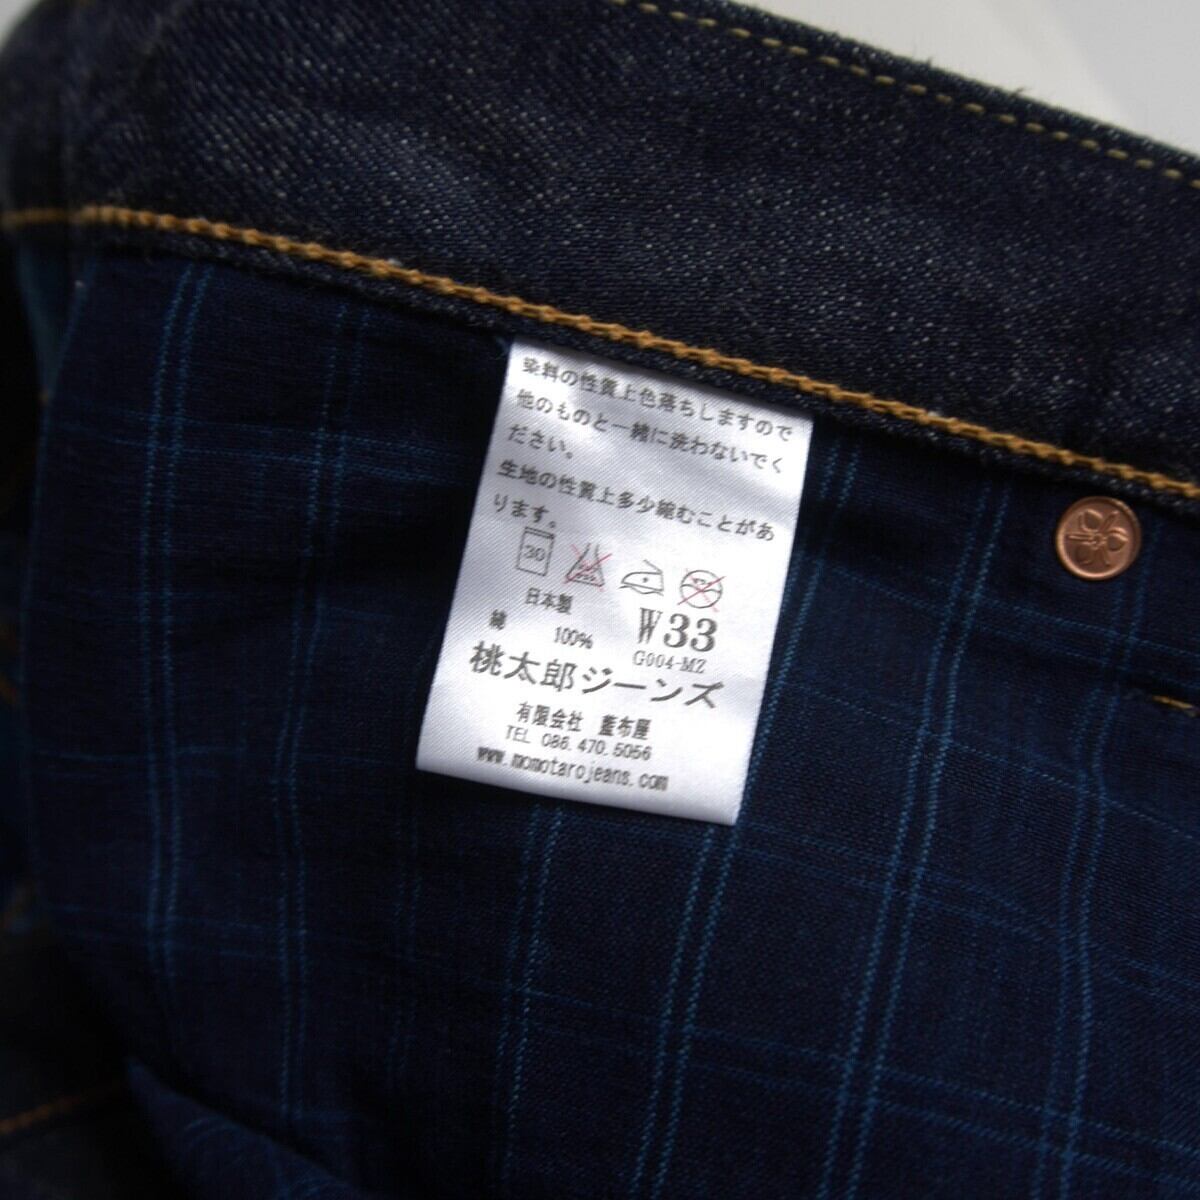 染料の性質上色落ちしますので
他のものと一緒に洗わないでく
ださい。
生地の性質上多少縮むことがあ
ります。
30
日本製
綿 100%
W33
G004-MZ
桃太郎ジーンズ
有限会社 藍布屋
TEL 086.470.5056
www.momotarojeans.com